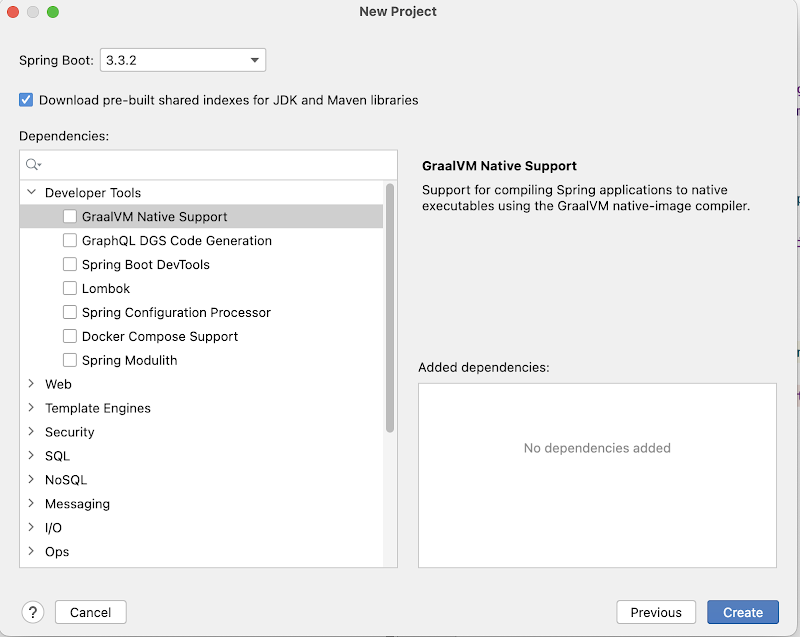 New Project
Spring Boot: 3.3.2
Download pre-built shared indexes for JDK and Maven libraries
Dependencies:
Developer Tools
GraalVM Native Support
GraphQL DGS Code Generation
Spring Boot DevTools
Lombok
Spring Configuration Processor
Docker Compose Support
Spring Modulith
Web
Template Engines
Security
SQL
NoSQL
Messaging
I/O
Ops
GraalVM Native Support
Support for compiling Spring applications to native
executables using the GraalVM native-image compiler.
Added dependencies:
No dependencies added
?
Cancel
Previous
Create